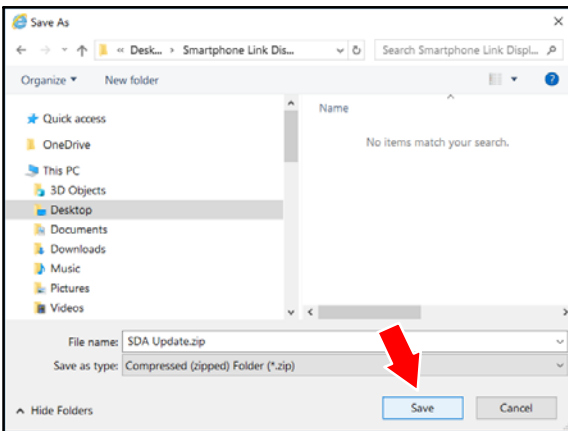 Save As
« Desk... › Smartphone Link Dis...
Search Smartphone Link Displ...
Organize
New folder
Name
No items match your search.
Quick access
OneDrive
This PC
3D Objects
Desktop
Documents
Downloads
Music
Pictures
Videos
File name: SDA Update.zip
Save as type: Compressed (zipped) Folder (*.zip)
Hide Folders
Save
Cancel